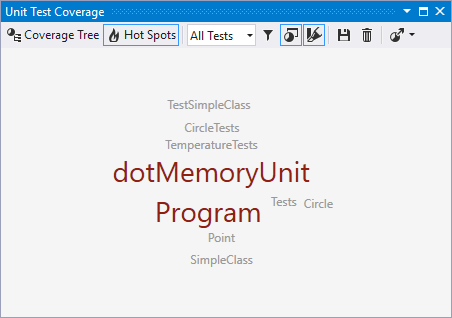 Unit Test Coverage
Coverage Tree Hot Spots All Tests
TestSimpleClass
CircleTests
TemperatureTests
dotMemoryUnit
Program Tests Circle
Point
SimpleClass